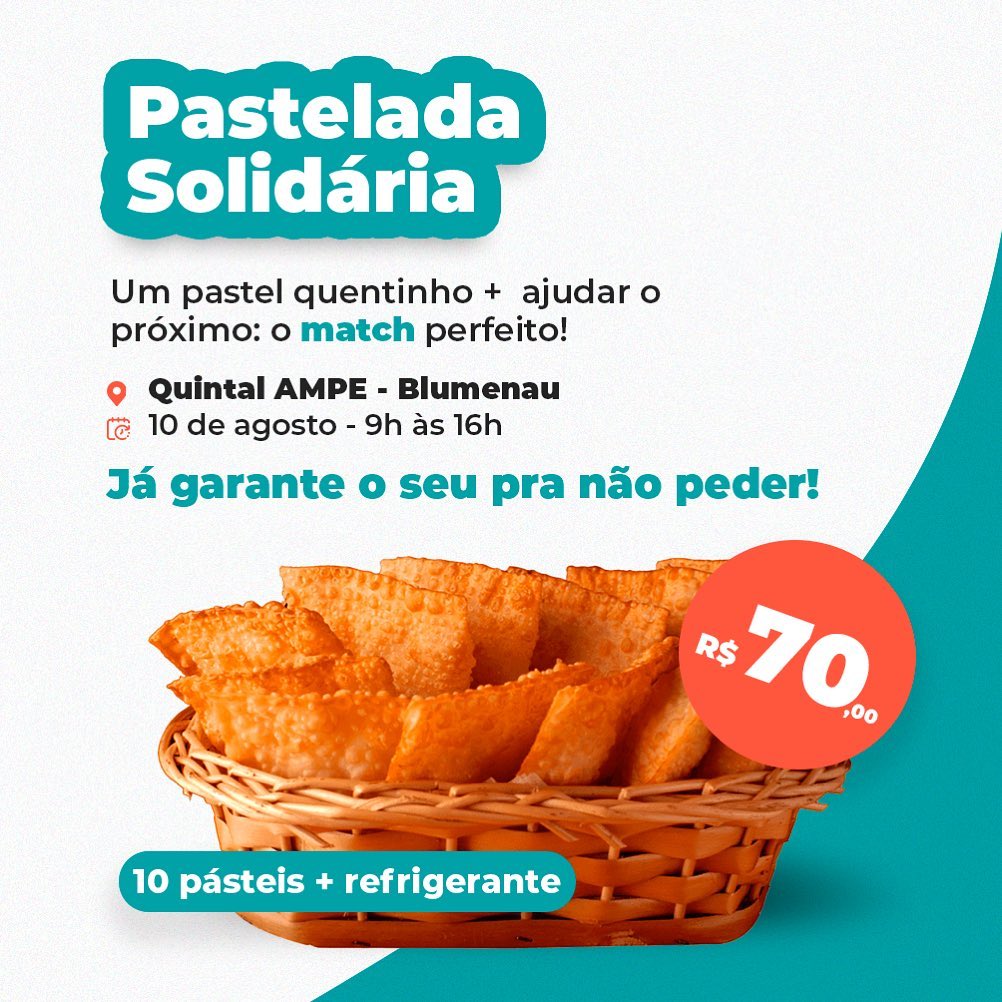 Pastelada
Solidária
Um pastel quentinho + ajudar o
próximo: o match perfeito!
Quintal AMPE - Blumenau
10 de agosto - 9h às 16h
Já garante o seu pra não peder!
R$ 70,00
10 pásteis + refrigerante